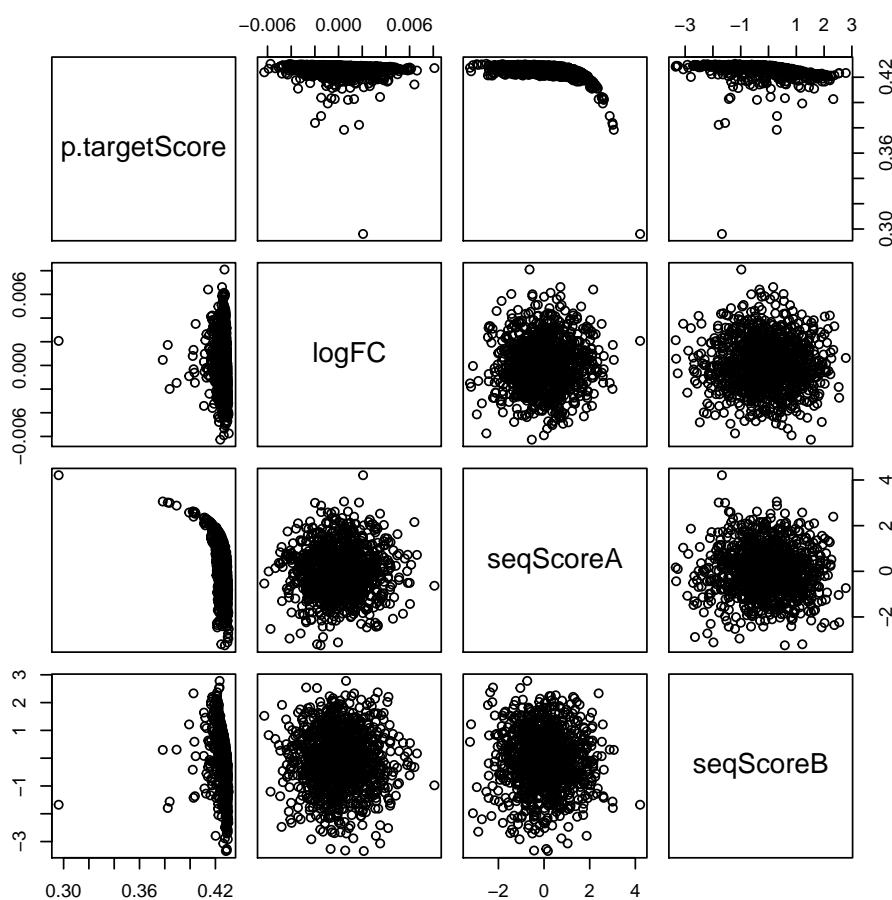 −0.006 0.000 0.006 −3 −1 1 2 3
p.targetScore
0.30 0.36 0.42
−0.006 0.000 0.006
logFC
seqScoreA
−2 0 2 4
−3 −1 1 3
seqScoreB
0.30 0.36 0.42 −2 0 2 4